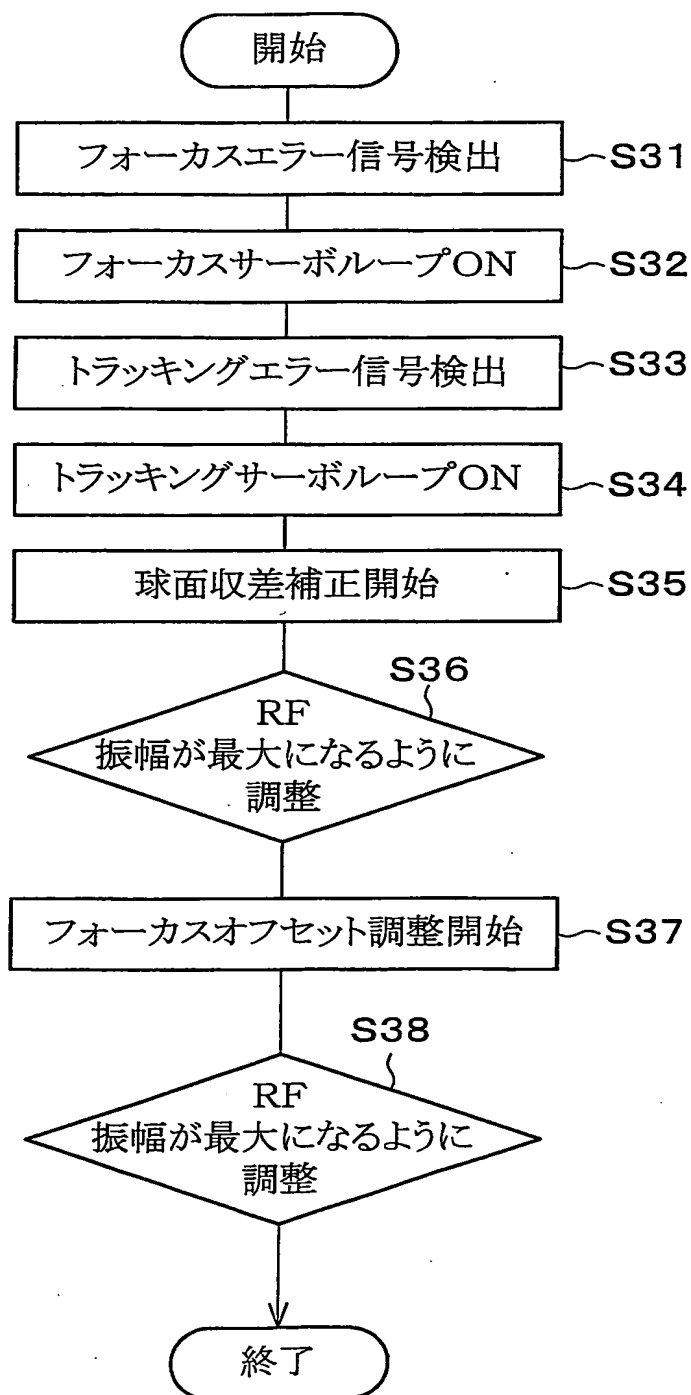 開始
フォーカスエラー信号検出 S31
フォーカスサーボループON S32
トラッキングエラー信号検出 S33
トラッキングサーボループON S34
球面収差補正開始 S35
S36
RF
振幅が最大になるように
調整
フォーカスオフセット調整開始 S37
S38
RF
振幅が最大になるように
調整
終了